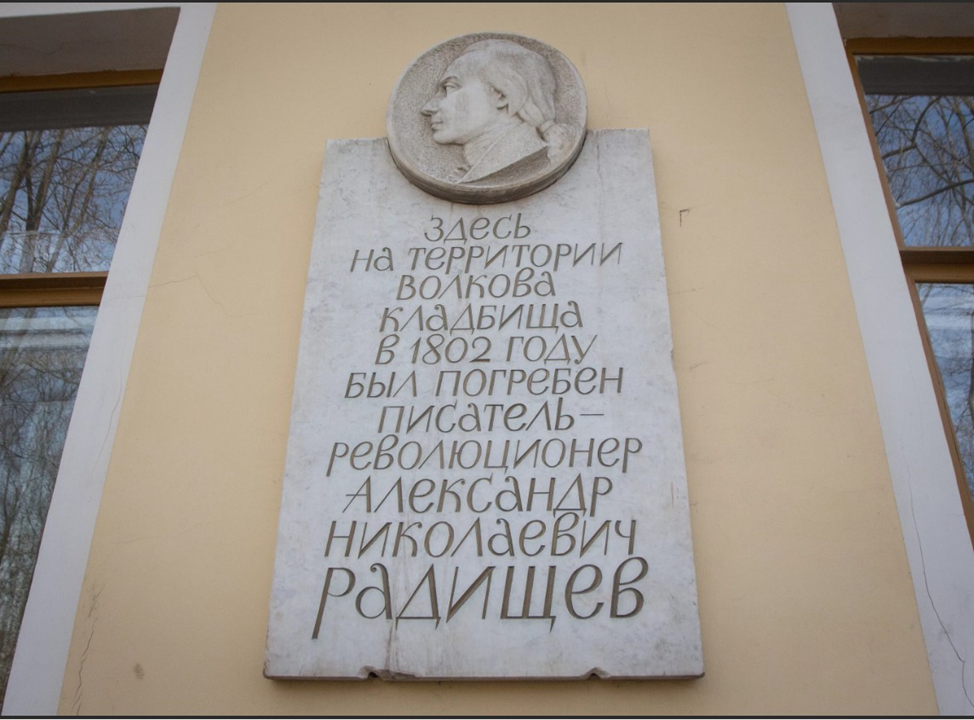 здесь
на территории
волкова
кладбища
в 1802 году
был погребен
писатель–
революционер
Александр
Николаевич
Радищев